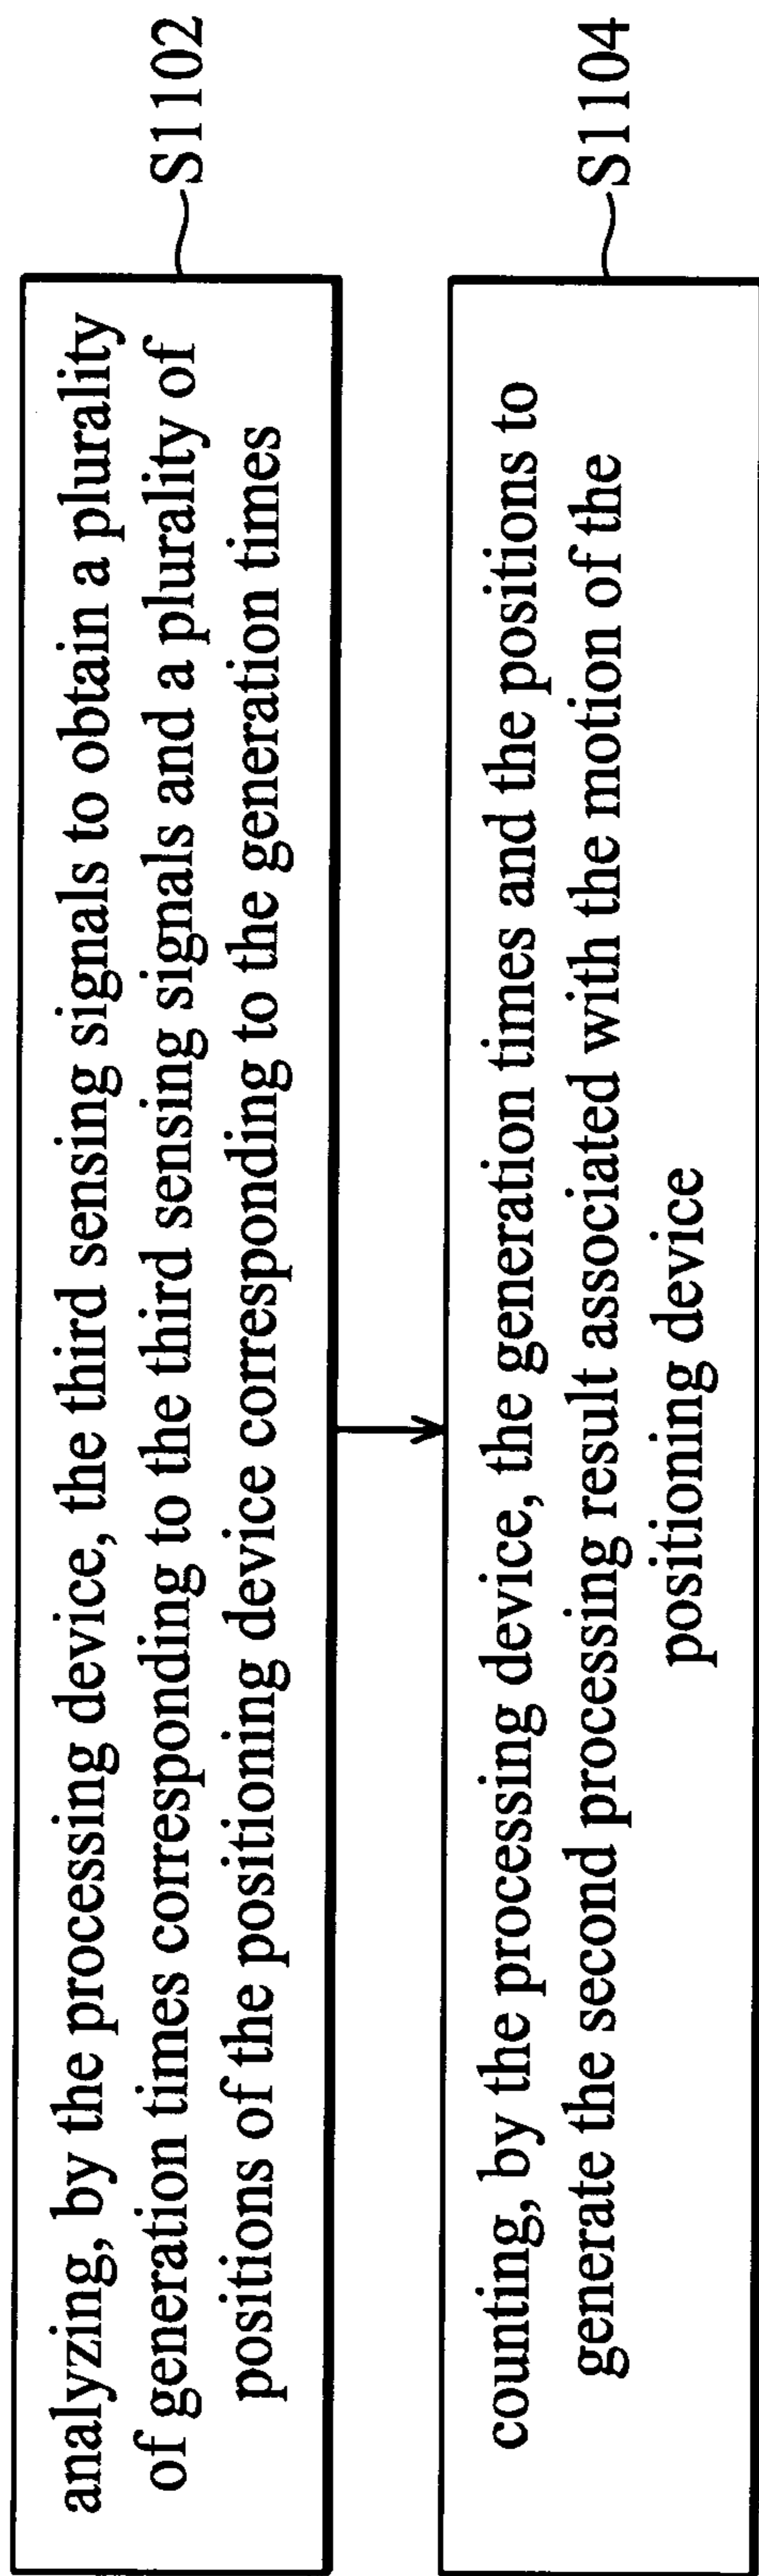 analyzing, by the processing device, the third sensing signals to obtain a plurality
of generation times corresponding to the third sensing signals and a plurality of
positions of the positioning device corresponding to the generation times
S1102
counting, by the processing device, the generation times and the positions to
generate the second processing result associated with the motion of the
positioning device
S1104